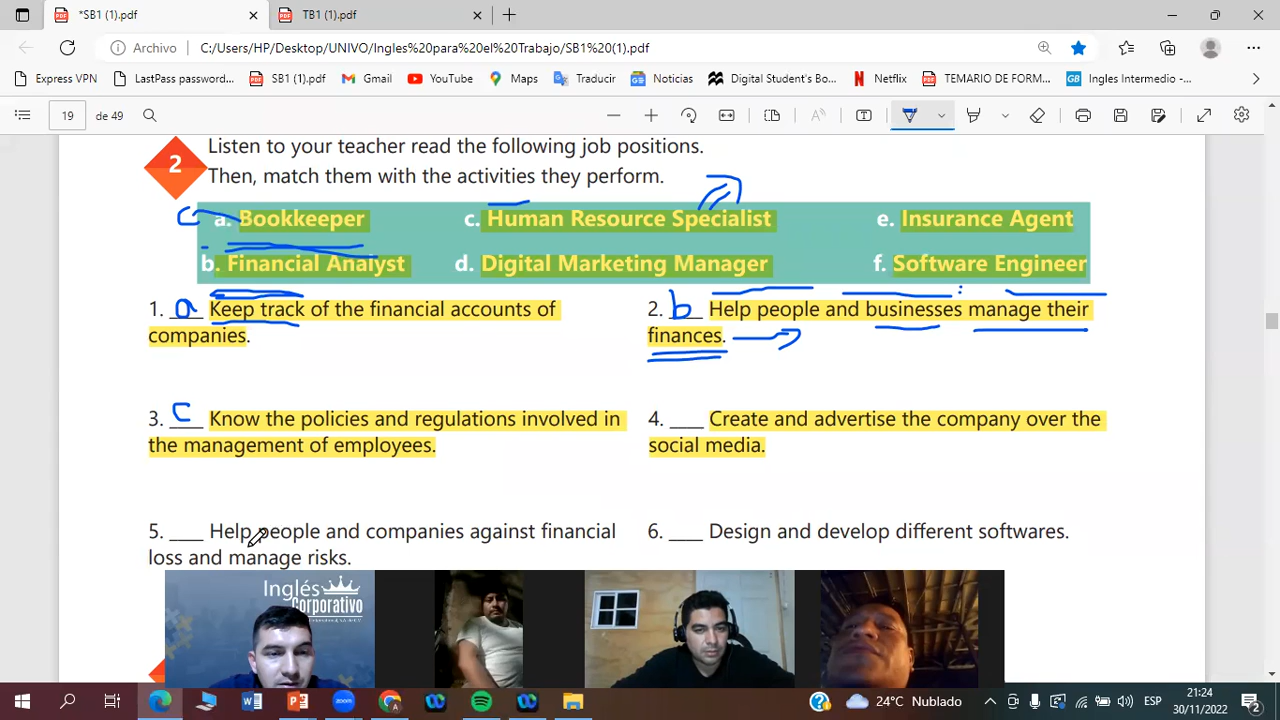 *SB1 (1).pdf
TB1 (1).pdf
Archivo
C:/Users/HP/Desktop/UNIVO/Ingles%20para%20el%20Trabajo/SB1%20(1).pdf
Express VPN
LastPass password...
SB1 (1).pdf
Gmail
YouTube
Maps
Traducir
Noticias
Digital Student's Bo...
Netflix
TEMARIO DE FORM...
Ingles Intermedio -...
19
de 49
2
Listen to your teacher read the following job positions.
Then, match them with the activities they perform.
a. Bookkeeper
c. Human Resource Specialist
e. Insurance Agent
b. Financial Analyst
d. Digital Marketing Manager
f. Software Engineer
1. a Keep track of the financial accounts of
companies.
2. b Help people and businesses manage their
finances.
3. c Know the policies and regulations involved in
the management of employees.
4. ____ Create and advertise the company over the
social media.
5. ____ Help people and companies against financial
loss and manage risks.
6. ____ Design and develop different softwares.
Inglés
Corporativo
24°C Nublado
ESP
21:24
30/11/2022
2